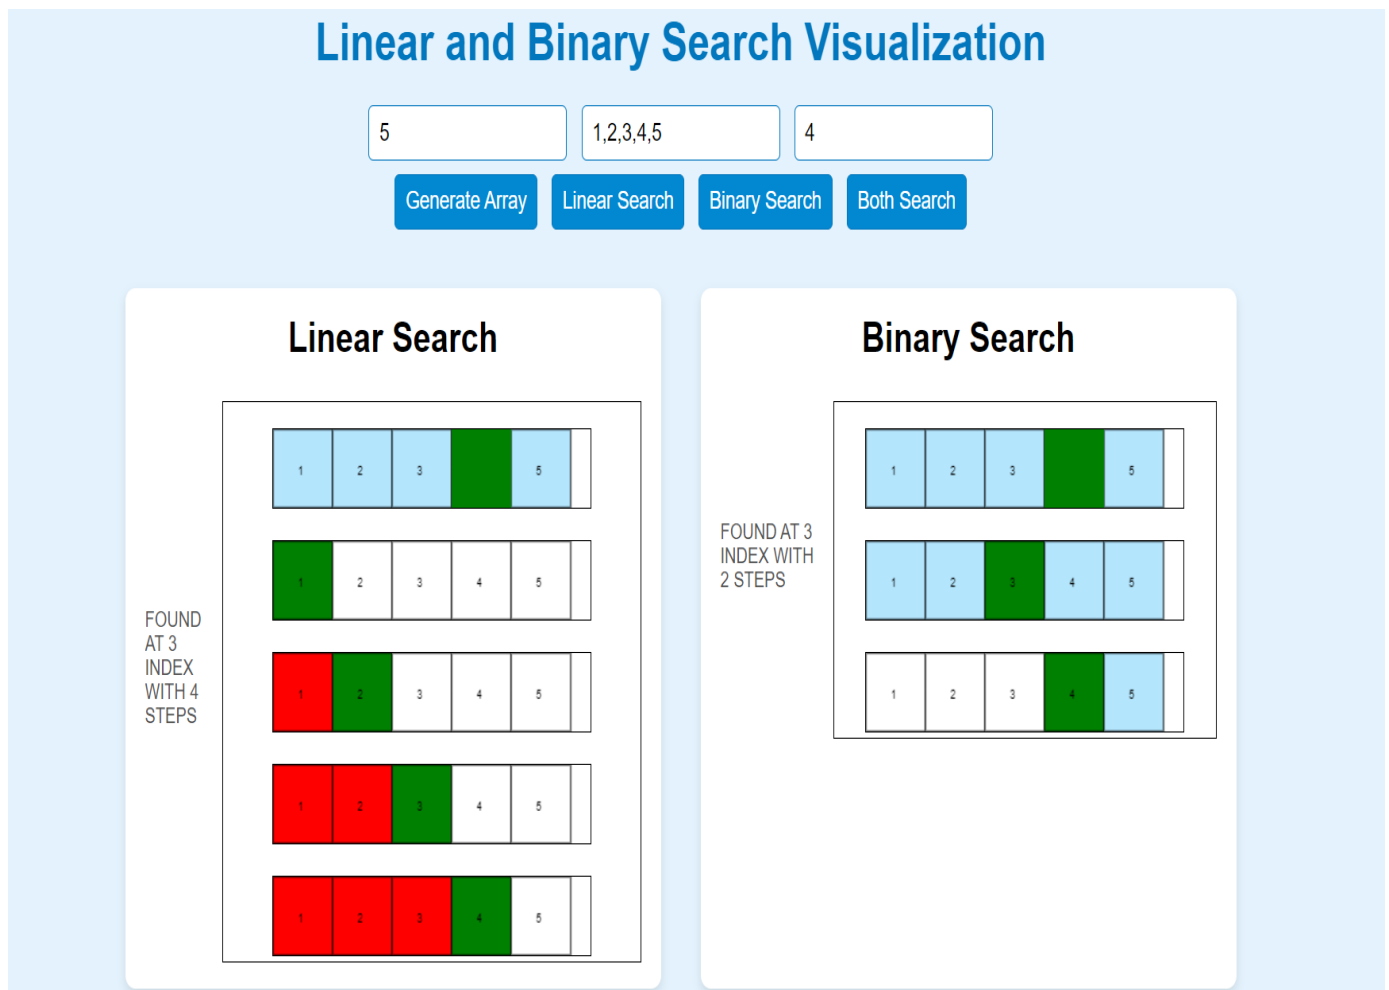 Linear and Binary Search Visualization
5 1,2,3,4,5 4
Generate Array Linear Search Binary Search Both Search
Linear Search
FOUND
AT 3
INDEX
WITH 4
STEPS
1 2 3 5
1 2 3 4 5
1 2 3 4 5
1 2 3 4 5
1 2 3 4 5
Binary Search
FOUND AT 3
INDEX WITH
2 STEPS
1 2 3 5
1 2 3 4 5
1 2 3 4 5